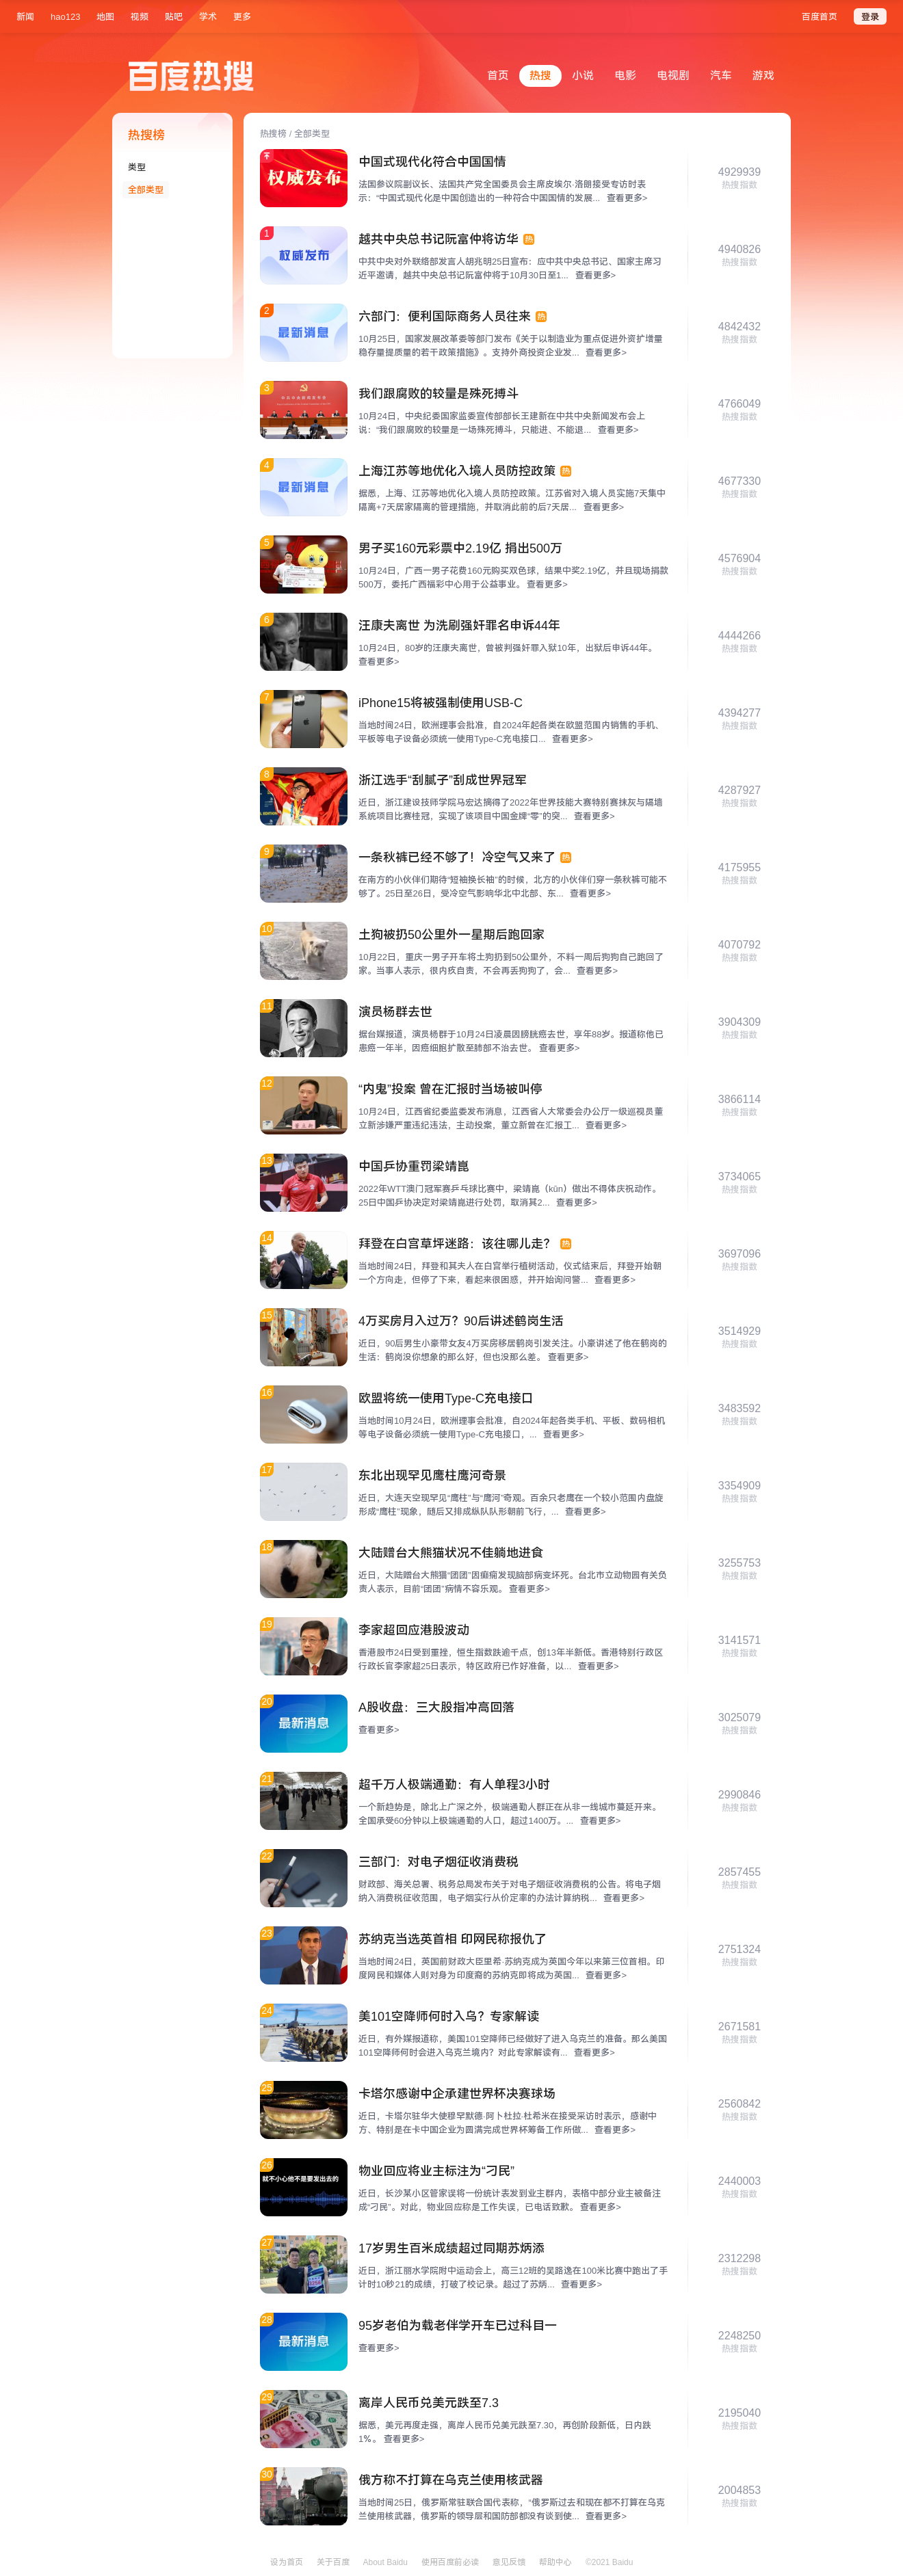 新闻 hao123 地图 视频 贴吧 学术 更多 百度首页 登录
百度热搜 首页 热搜 小说 电影 电视剧 汽车 游戏
热搜榜
类型
全部类型
热搜榜 / 全部类型
权威发布
中国式现代化符合中国国情
法国参议院副议长、法国共产党全国委员会主席皮埃尔·洛朗接受专访时表
示：“中国式现代化是中国创造出的一种符合中国国情的发展... 查看更多>
4929939
热搜指数
1
权威发布
越共中央总书记阮富仲将访华 热
中共中央对外联络部发言人胡兆明25日宣布：应中共中央总书记、国家主席习
近平邀请，越共中央总书记阮富仲将于10月30日至1... 查看更多>
4940826
热搜指数
2
最新消息
六部门：便利国际商务人员往来 热
10月25日，国家发展改革委等部门发布《关于以制造业为重点促进外资扩增量
稳存量提质量的若干政策措施》。支持外商投资企业发... 查看更多>
4842432
热搜指数
3
我们跟腐败的较量是殊死搏斗
10月24日，中央纪委国家监委宣传部部长王建新在中共中央新闻发布会上
说：“我们跟腐败的较量是一场殊死搏斗，只能进、不能退... 查看更多>
4766049
热搜指数
4
最新消息
上海江苏等地优化入境人员防控政策 热
据悉，上海、江苏等地优化入境人员防控政策。江苏省对入境人员实施7天集中
隔离+7天居家隔离的管理措施，并取消此前的后7天居... 查看更多>
4677330
热搜指数
5
男子买160元彩票中2.19亿 捐出500万
10月24日，广西一男子花费160元购买双色球，结果中奖2.19亿，并且现场捐款
500万，委托广西福彩中心用于公益事业。 查看更多>
4576904
热搜指数
6
汪康夫离世 为洗刷强奸罪名申诉44年
10月24日，80岁的汪康夫离世，曾被判强奸罪入狱10年，出狱后申诉44年。
查看更多>
4444266
热搜指数
7
iPhone15将被强制使用USB-C
当地时间24日，欧洲理事会批准，自2024年起各类在欧盟范围内销售的手机、
平板等电子设备必须统一使用Type-C充电接口... 查看更多>
4394277
热搜指数
8
浙江选手“刮腻子”刮成世界冠军
近日，浙江建设技师学院马宏达摘得了2022年世界技能大赛特别赛抹灰与隔墙
系统项目比赛桂冠，实现了该项目中国金牌“零”的突... 查看更多>
4287927
热搜指数
9
一条秋裤已经不够了！冷空气又来了 热
在南方的小伙伴们期待“短袖换长袖”的时候，北方的小伙伴们穿一条秋裤可能不
够了。25日至26日，受冷空气影响华北中北部、东... 查看更多>
4175955
热搜指数
10
土狗被扔50公里外一星期后跑回家
10月22日，重庆一男子开车将土狗扔到50公里外，不料一周后狗狗自己跑回了
家。当事人表示，很内疚自责，不会再丢狗狗了，会... 查看更多>
4070792
热搜指数
11
演员杨群去世
据台媒报道，演员杨群于10月24日凌晨因膀胱癌去世，享年88岁。报道称他已
患癌一年半，因癌细胞扩散至肺部不治去世。 查看更多>
3904309
热搜指数
12
“内鬼”投案 曾在汇报时当场被叫停
10月24日，江西省纪委监委发布消息，江西省人大常委会办公厅一级巡视员董
立新涉嫌严重违纪违法，主动投案，董立新曾在汇报工... 查看更多>
3866114
热搜指数
13
中国乒协重罚梁靖崑
2022年WTT澳门冠军赛乒乓球比赛中，梁靖崑（kūn）做出不得体庆祝动作。
25日中国乒协决定对梁靖崑进行处罚，取消其2... 查看更多>
3734065
热搜指数
14
拜登在白宫草坪迷路：该往哪儿走？ 热
当地时间24日，拜登和其夫人在白宫举行植树活动，仪式结束后，拜登开始朝
一个方向走，但停了下来，看起来很困惑，并开始询问警... 查看更多>
3697096
热搜指数
15
4万买房月入过万？90后讲述鹤岗生活
近日，90后男生小豪带女友4万买房移居鹤岗引发关注。小豪讲述了他在鹤岗的
生活：鹤岗没你想象的那么好，但也没那么差。 查看更多>
3514929
热搜指数
16
欧盟将统一使用Type-C充电接口
当地时间10月24日，欧洲理事会批准，自2024年起各类手机、平板、数码相机
等电子设备必须统一使用Type-C充电接口，... 查看更多>
3483592
热搜指数
17
东北出现罕见鹰柱鹰河奇景
近日，大连天空现罕见“鹰柱”与“鹰河”奇观。百余只老鹰在一个较小范围内盘旋
形成“鹰柱”现象，随后又排成纵队队形朝前飞行，... 查看更多>
3354909
热搜指数
18
大陆赠台大熊猫状况不佳躺地进食
近日，大陆赠台大熊猫“团团”因癫痫发现脑部病变坏死。台北市立动物园有关负
责人表示，目前“团团”病情不容乐观。 查看更多>
3255753
热搜指数
19
李家超回应港股波动
香港股市24日受到重挫，恒生指数跌逾千点，创13年半新低。香港特别行政区
行政长官李家超25日表示，特区政府已作好准备，以... 查看更多>
3141571
热搜指数
20
最新消息
A股收盘：三大股指冲高回落
查看更多>
3025079
热搜指数
21
超千万人极端通勤：有人单程3小时
一个新趋势是，除北上广深之外，极端通勤人群正在从非一线城市蔓延开来。
全国承受60分钟以上极端通勤的人口，超过1400万。... 查看更多>
2990846
热搜指数
22
三部门：对电子烟征收消费税
财政部、海关总署、税务总局发布关于对电子烟征收消费税的公告。将电子烟
纳入消费税征收范围，电子烟实行从价定率的办法计算纳税... 查看更多>
2857455
热搜指数
23
苏纳克当选英首相 印网民称报仇了
当地时间24日，英国前财政大臣里希·苏纳克成为英国今年以来第三位首相。印
度网民和媒体人则对身为印度裔的苏纳克即将成为英国... 查看更多>
2751324
热搜指数
24
美101空降师何时入乌？专家解读
近日，有外媒报道称，美国101空降师已经做好了进入乌克兰的准备。那么美国
101空降师何时会进入乌克兰境内？对此专家解读有... 查看更多>
2671581
热搜指数
25
卡塔尔感谢中企承建世界杯决赛球场
近日，卡塔尔驻华大使穆罕默德·阿卜杜拉·杜希米在接受采访时表示，感谢中
方、特别是在卡中国企业为圆满完成世界杯筹备工作所做... 查看更多>
2560842
热搜指数
26
就不小心他不是要发出去的
物业回应将业主标注为“刁民”
近日，长沙某小区管家误将一份统计表发到业主群内，表格中部分业主被备注
成“刁民”。对此，物业回应称是工作失误，已电话致歉。 查看更多>
2440003
热搜指数
27
17岁男生百米成绩超过同期苏炳添
近日，浙江丽水学院附中运动会上，高三12班的吴路逸在100米比赛中跑出了手
计时10秒21的成绩，打破了校记录。超过了苏炳... 查看更多>
2312298
热搜指数
28
最新消息
95岁老伯为载老伴学开车已过科目一
查看更多>
2248250
热搜指数
29
离岸人民币兑美元跌至7.3
据悉，美元再度走强，离岸人民币兑美元跌至7.30，再创阶段新低，日内跌
1%。 查看更多>
2195040
热搜指数
30
俄方称不打算在乌克兰使用核武器
当地时间25日，俄罗斯常驻联合国代表称，“俄罗斯过去和现在都不打算在乌克
兰使用核武器，俄罗斯的领导层和国防部都没有谈到使... 查看更多>
2004853
热搜指数
设为首页 关于百度 About Baidu 使用百度前必读 意见反馈 帮助中心 ©2021 Baidu